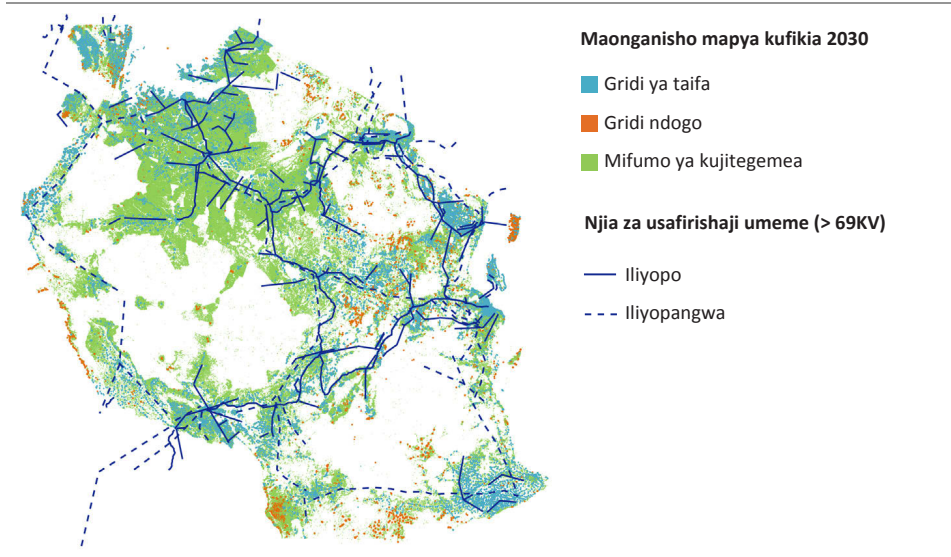 Maonganisho mapya kufikia 2030
Gridi ya taifa
Gridi ndogo
Mifumo ya kujitegemea
Njia za usafirishaji umeme (> 69KV)
Iliyopo
Iliyopangwa